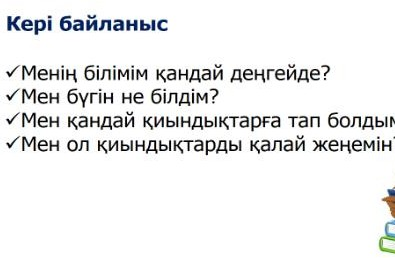 Кері байланыс
✓Менің білімім қандай деңгейде?
✓Мен бүгін не білдім?
✓Мен қандай қиындықтарға тап болдым
✓Мен ол қиындықтарды қалай жеңемін?